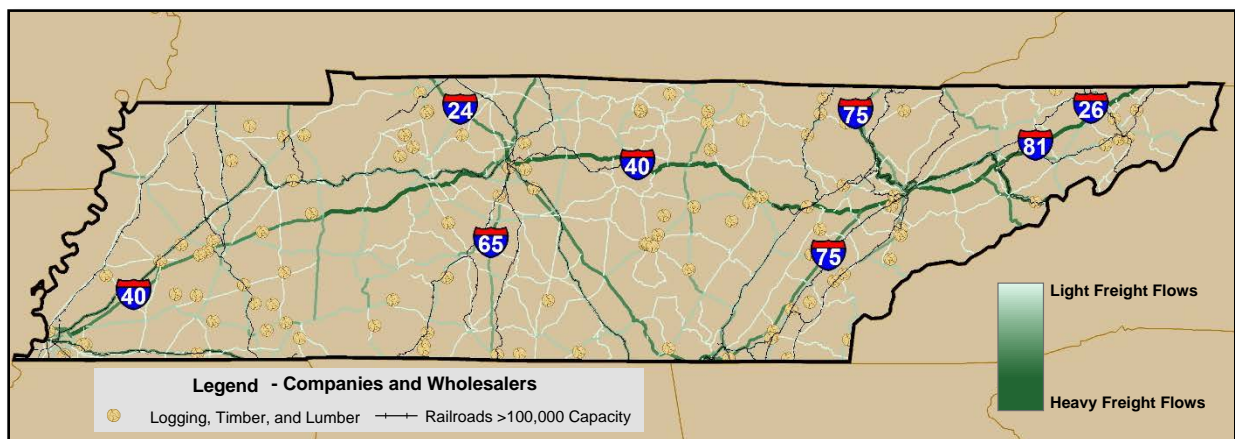 24
75
26
81
40
65
75
40
Light Freight Flows
Heavy Freight Flows
Legend - Companies and Wholesalers
Logging, Timber, and Lumber
Railroads >100,000 Capacity